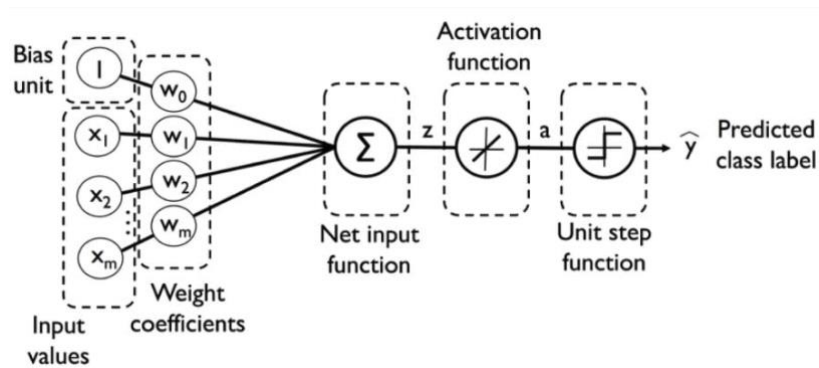 Activation
function
Bias
unit
1
w₀
x₁
w₁
x₂
w₂
⋮
xₘ
wₘ
Σ
z
a
ŷ
Predicted
class label
Net input
function
Unit step
function
Weight
coefficients
Input
values